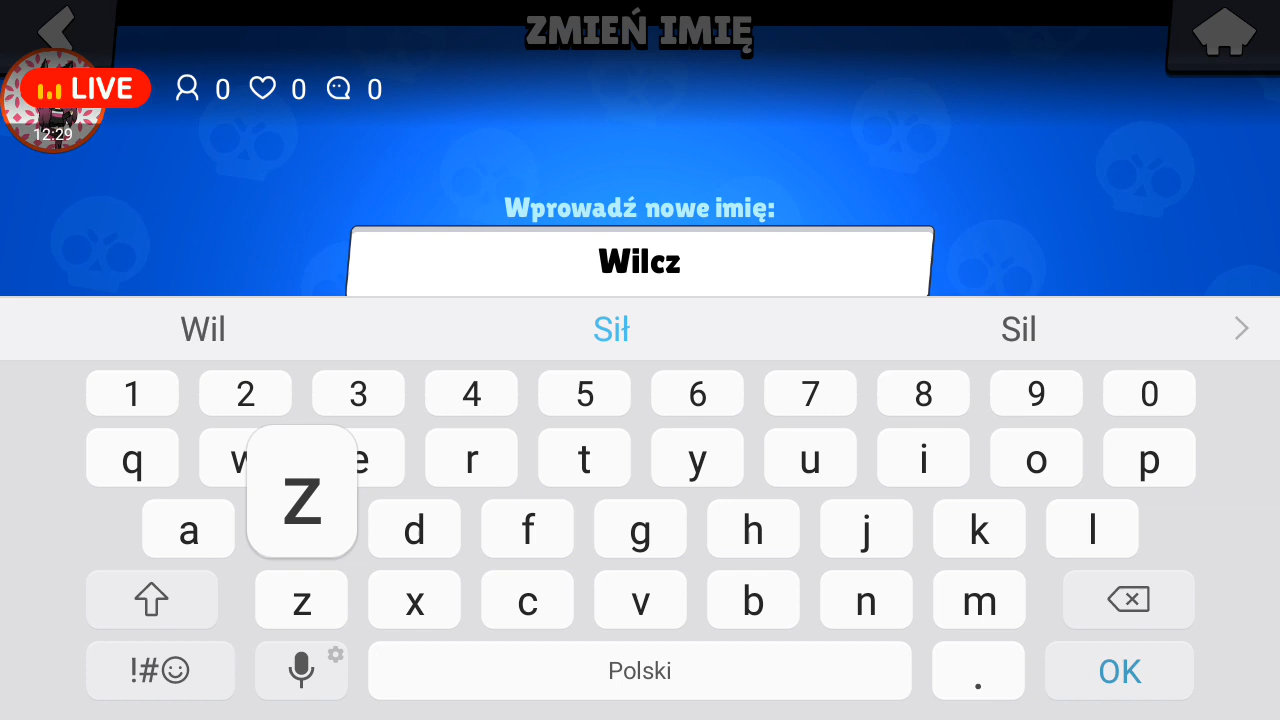 ZMIEŃ IMIĘ
LIVE 0 0 0
12:29
Wprowadź nowe imię:
Wilcz
Wil Sił Sil
1 2 3 4 5 6 7 8 9 0
q w e r t y u i o p
z
a d f g h j k l
z x c v b n m
!#☺ Polski . OK